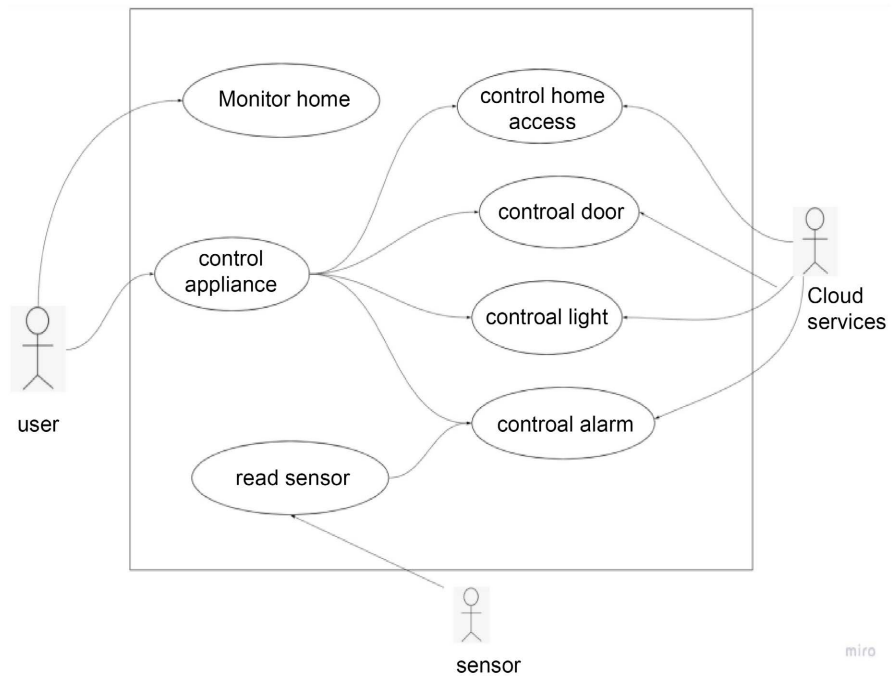 Monitor home
control home
access
controal door
control
appliance
controal light
Cloud
services
user
controal alarm
read sensor
sensor
miro